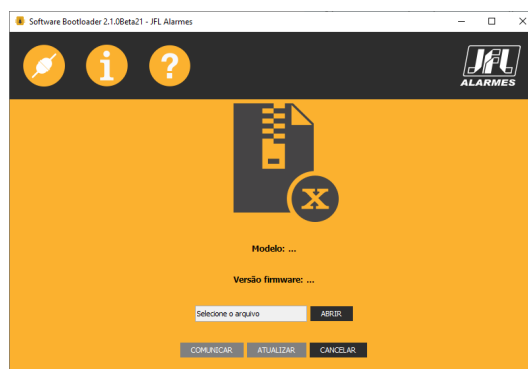 Software Bootloader 2.1.0Beta21 - JFL Alarmes
JFL
ALARMES
Modelo: ...
Versão firmware: ...
Selecione o arquivo ABRIR
COMUNICAR ATUALIZAR CANCELAR